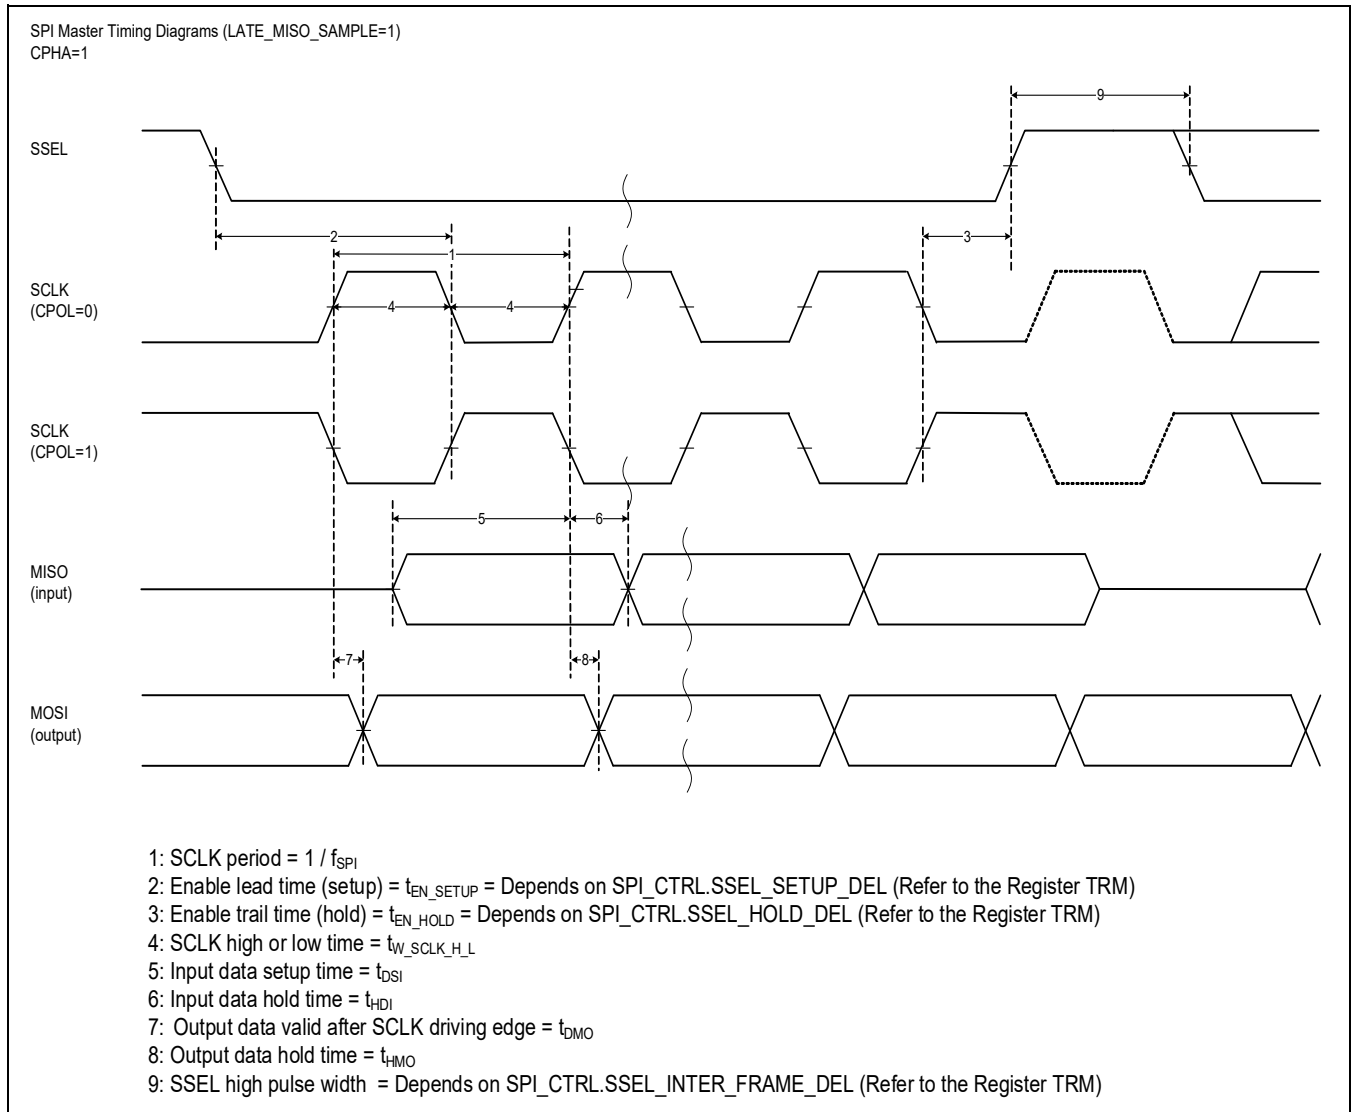 SPI Master Timing Diagrams (LATE_MISO_SAMPLE=1)
CPHA=1
9
SSEL
2
3
1
SCLK
(CPOL=0)
4
4
SCLK
(CPOL=1)
5
6
MISO
(input)
7
8
MOSI
(output)
1: SCLK period = 1 / fSPI
2: Enable lead time (setup) = tEN_SETUP = Depends on SPI_CTRL.SSEL_SETUP_DEL (Refer to the Register TRM)
3: Enable trail time (hold) = tEN_HOLD = Depends on SPI_CTRL.SSEL_HOLD_DEL (Refer to the Register TRM)
4: SCLK high or low time = tW_SCLK_H_L
5: Input data setup time = tDSI
6: Input data hold time = tHDI
7:  Output data valid after SCLK driving edge = tDMO
8: Output data hold time = tHMO
9: SSEL high pulse width  = Depends on SPI_CTRL.SSEL_INTER_FRAME_DEL (Refer to the Register TRM)